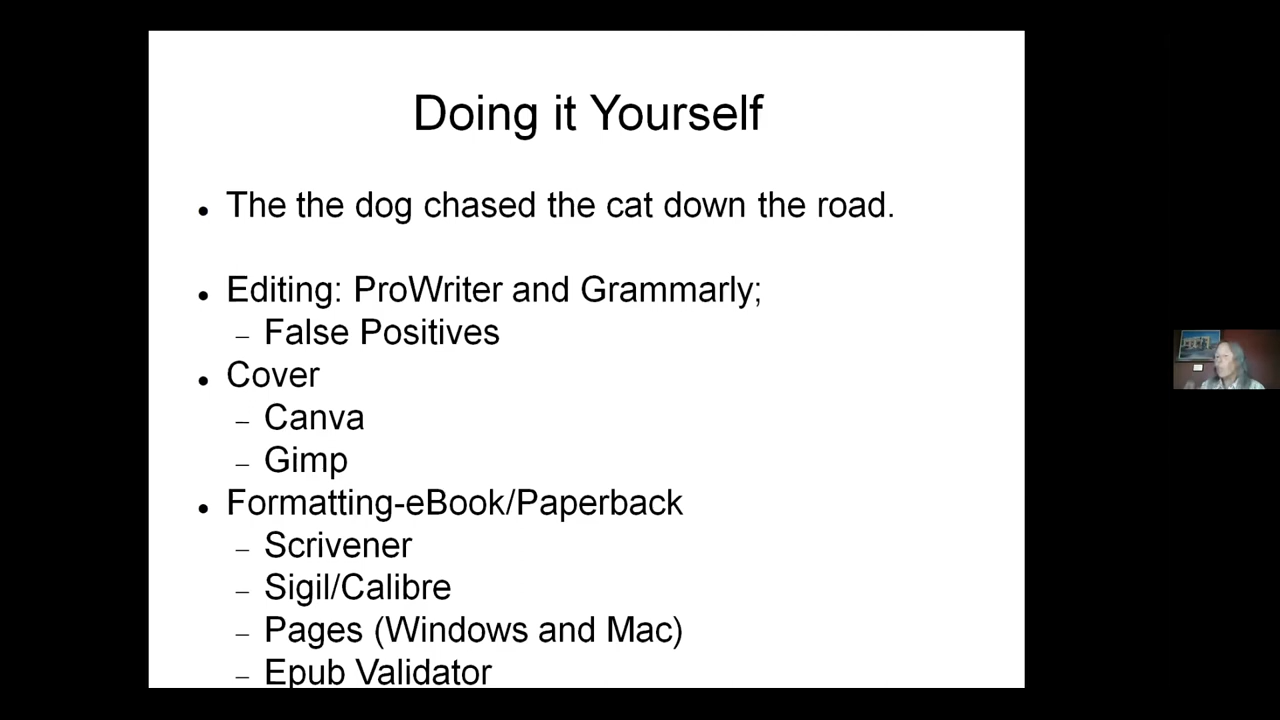 Doing it Yourself
• The the dog chased the cat down the road.
• Editing: ProWriter and Grammarly;
– False Positives
• Cover
– Canva
– Gimp
• Formatting-eBook/Paperback
– Scrivener
– Sigil/Calibre
– Pages (Windows and Mac)
– Epub Validator